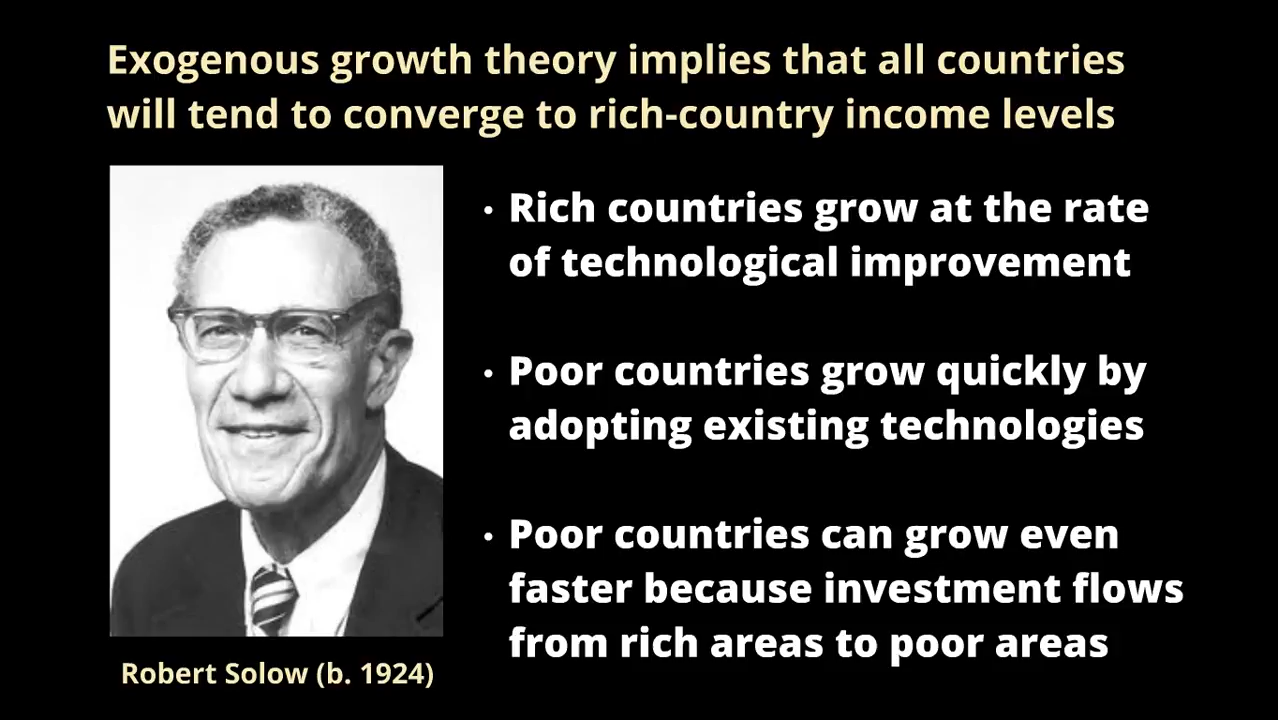 Exogenous growth theory implies that all countries
will tend to converge to rich-country income levels
• Rich countries grow at the rate
of technological improvement
• Poor countries grow quickly by
adopting existing technologies
• Poor countries can grow even
faster because investment flows
from rich areas to poor areas
Robert Solow (b. 1924)